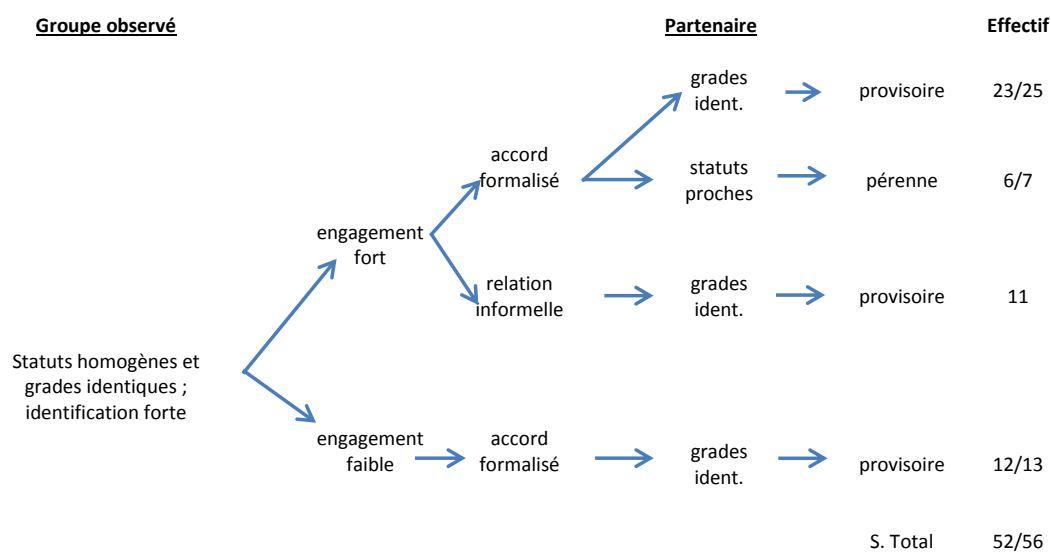 Groupe observé Partenaire Effectif
grades
ident. provisoire 23/25
accord
formalisé statuts
proches pérenne 6/7
engagement
fort
relation
informelle grades
ident. provisoire 11
Statuts homogènes et
grades identiques ;
identification forte
engagement
faible accord
formalisé grades
ident. provisoire 12/13
S. Total 52/56